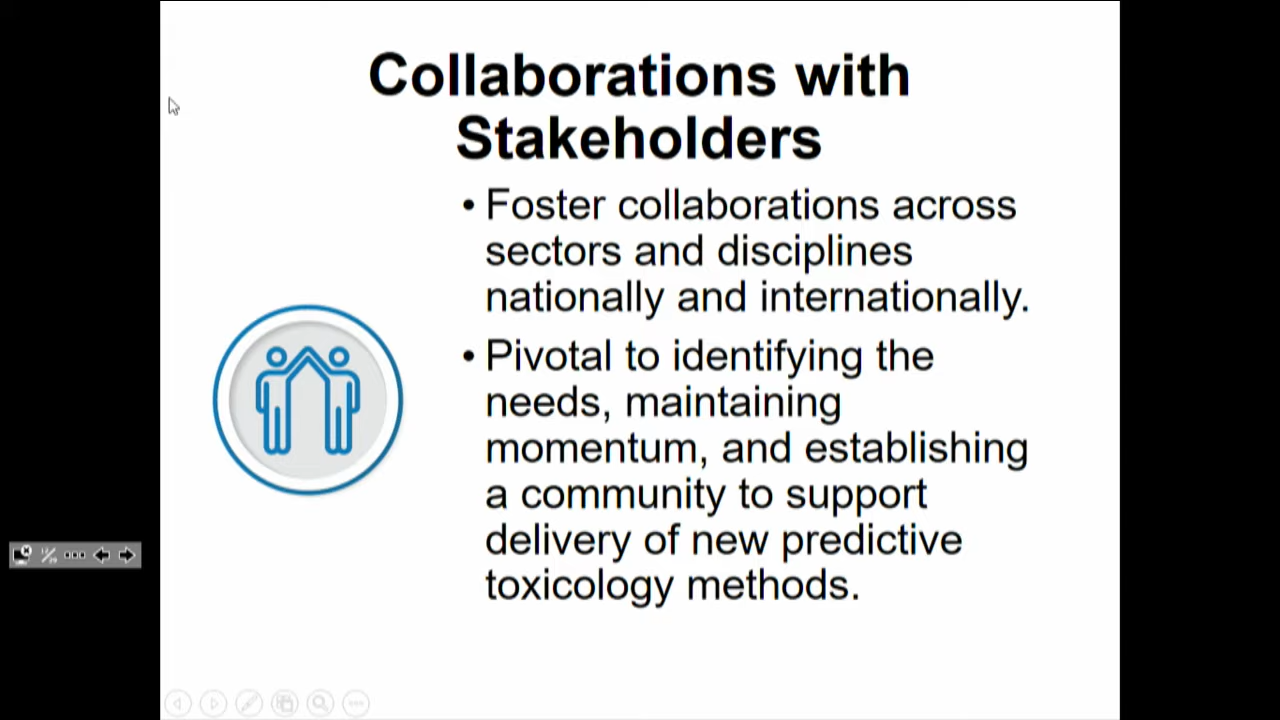 Collaborations with
Stakeholders
• Foster collaborations across
sectors and disciplines
nationally and internationally.
• Pivotal to identifying the
needs, maintaining
momentum, and establishing
a community to support
delivery of new predictive
toxicology methods.